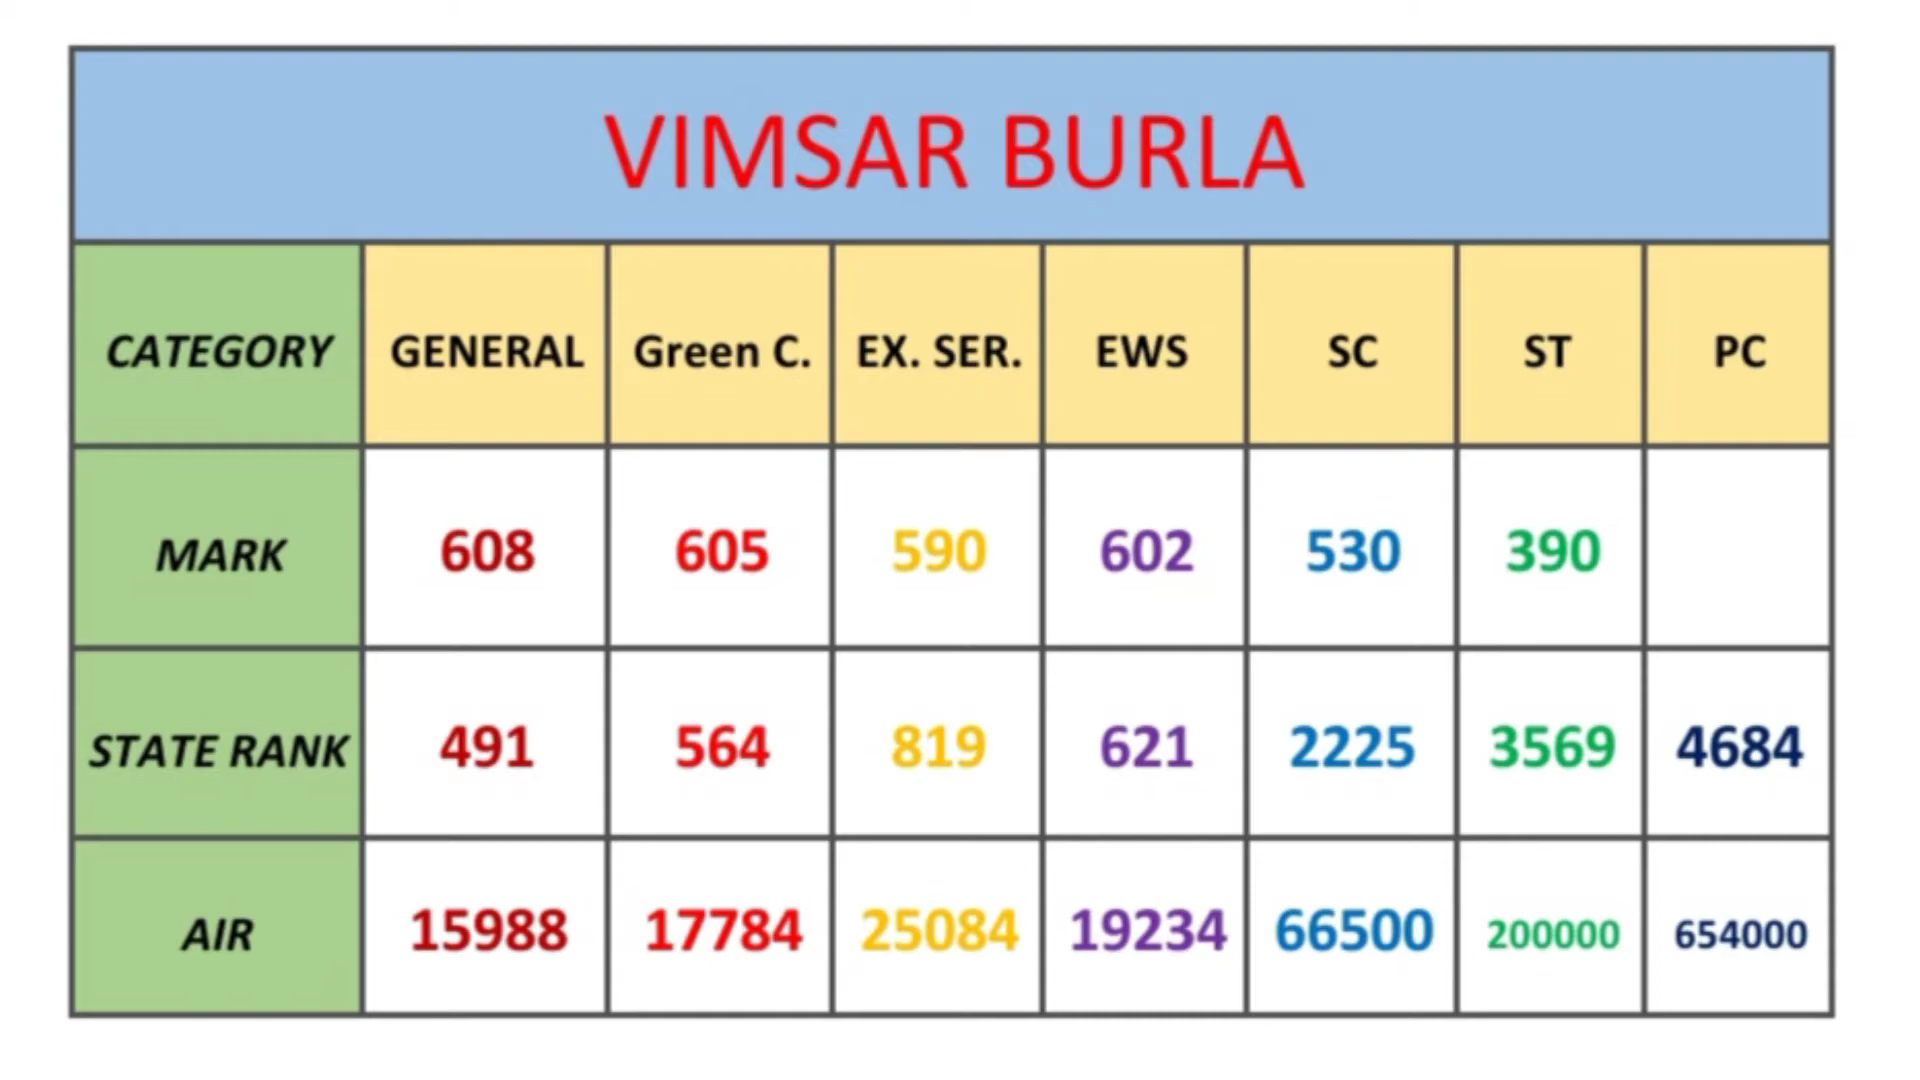 VIMSAR BURLA
CATEGORY GENERAL Green C. EX. SER. EWS SC ST PC
MARK 608 605 590 602 530 390
STATE RANK 491 564 819 621 2225 3569 4684
AIR 15988 17784 25084 19234 66500 200000 654000